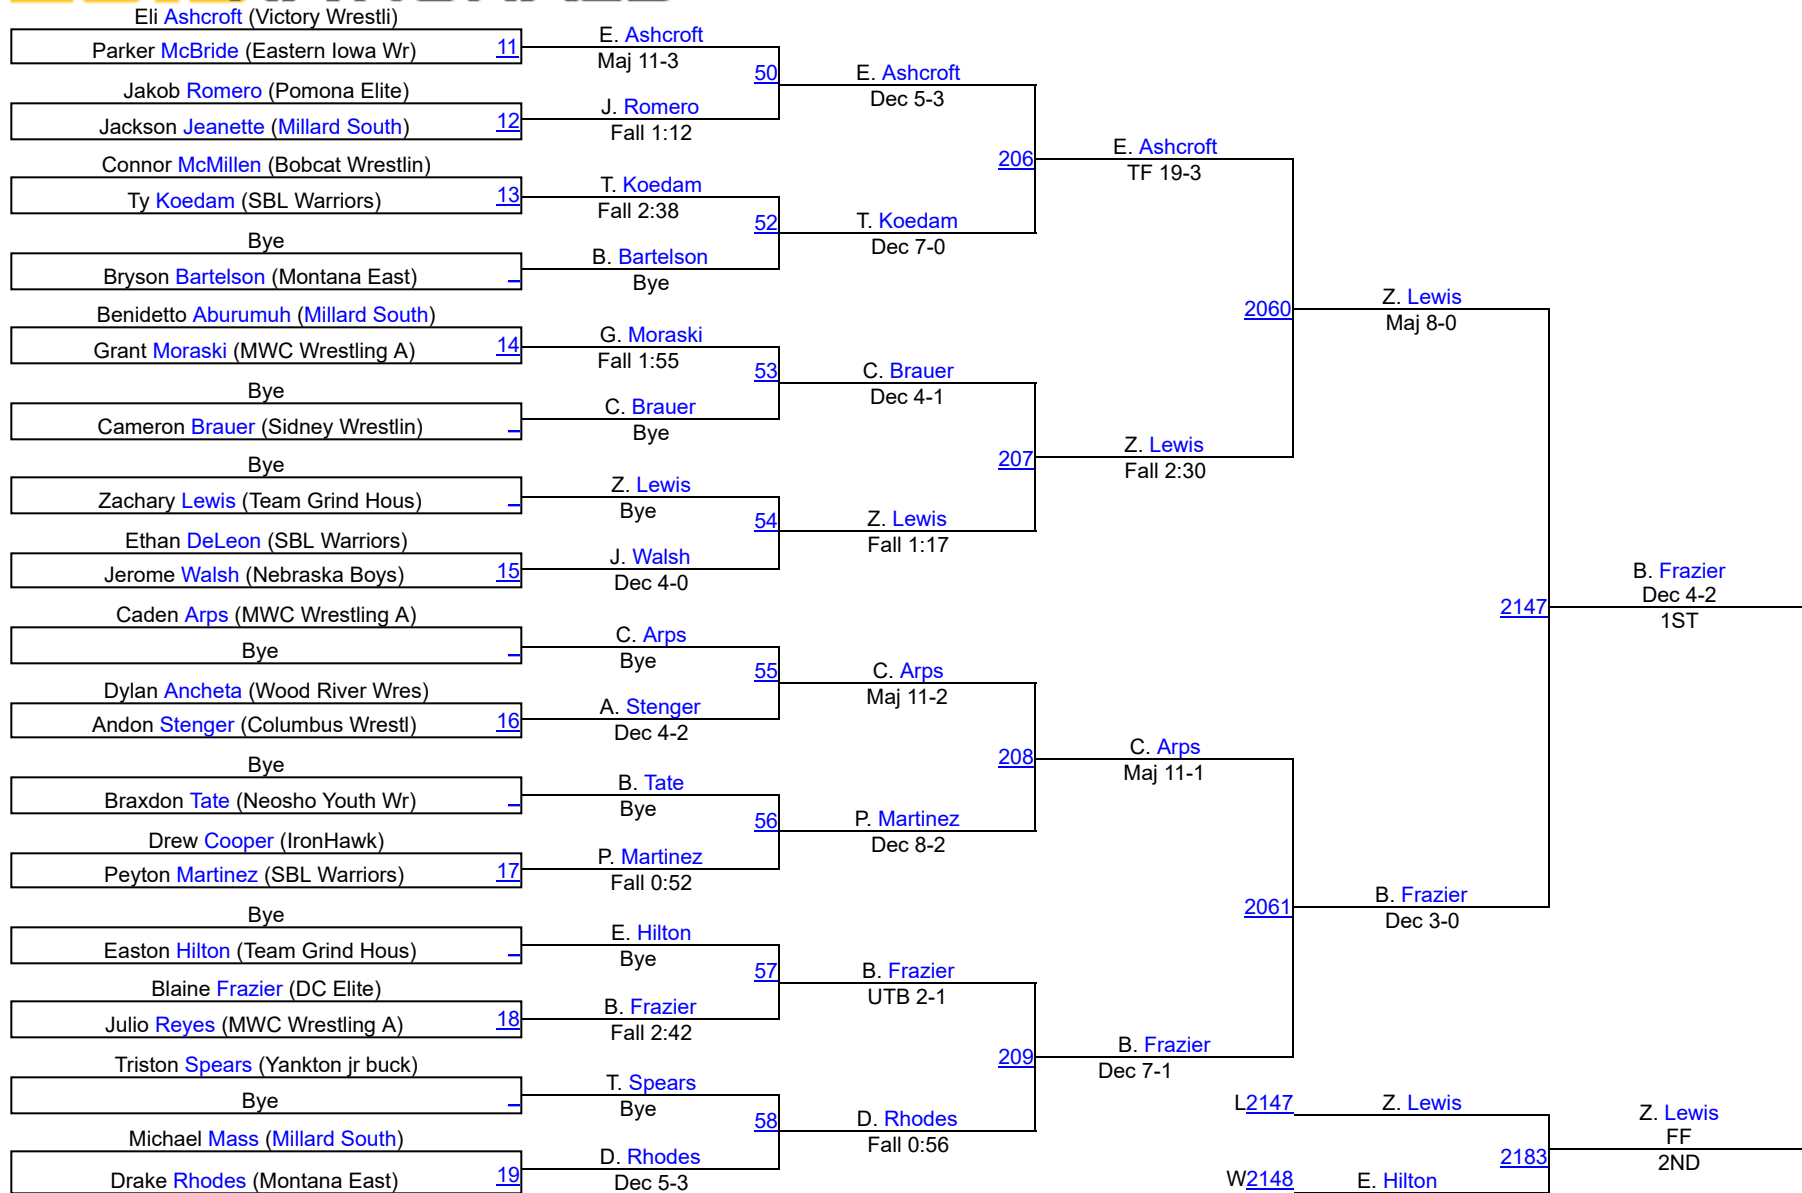 Eli Ashcroft (Victory Wrestli)
Parker McBride (Eastern Iowa Wr) 11
Jakob Romero (Pomona Elite)
Jackson Jeanette (Millard South) 12
Connor McMillen (Bobcat Wrestlin)
Ty Koedam (SBL Warriors) 13
Bye
Bryson Bartelson (Montana East)
Benidetto Aburumuh (Millard South)
Grant Moraski (MWC Wrestling A) 14
Bye
Cameron Brauer (Sidney Wrestlin)
Bye
Zachary Lewis (Team Grind Hous)
Ethan DeLeon (SBL Warriors)
Jerome Walsh (Nebraska Boys) 15
Caden Arps (MWC Wrestling A)
Bye
Dylan Ancheta (Wood River Wres)
Andon Stenger (Columbus Wrestl) 16
Bye
Braxdon Tate (Neosho Youth Wr)
Drew Cooper (IronHawk)
Peyton Martinez (SBL Warriors) 17
Bye
Easton Hilton (Team Grind Hous)
Blaine Frazier (DC Elite)
Julio Reyes (MWC Wrestling A) 18
Triston Spears (Yankton jr buck)
Bye
Michael Mass (Millard South)
Drake Rhodes (Montana East) 19
E. Ashcroft
Maj 11-3
50
J. Romero
Fall 1:12
T. Koedam
Fall 2:38
52
B. Bartelson
Bye
G. Moraski
Fall 1:55
53
C. Brauer
Bye
Z. Lewis
Bye
54
J. Walsh
Dec 4-0
C. Arps
Bye
55
A. Stenger
Dec 4-2
B. Tate
Bye
56
P. Martinez
Fall 0:52
E. Hilton
Bye
57
B. Frazier
Fall 2:42
T. Spears
Bye
58
D. Rhodes
Dec 5-3
E. Ashcroft
Dec 5-3
206
T. Koedam
Dec 7-0
C. Brauer
Dec 4-1
207
Z. Lewis
Fall 1:17
C. Arps
Maj 11-2
208
P. Martinez
Dec 8-2
B. Frazier
UTB 2-1
209
D. Rhodes
Fall 0:56
E. Ashcroft
TF 19-3
2060
Z. Lewis
Fall 2:30
C. Arps
Maj 11-1
2061
B. Frazier
Dec 7-1
Z. Lewis
Maj 8-0
2147
B. Frazier
Dec 3-0
B. Frazier
Dec 4-2
1ST
L2147 Z. Lewis
2183
W2148 E. Hilton
Z. Lewis
FF
2ND